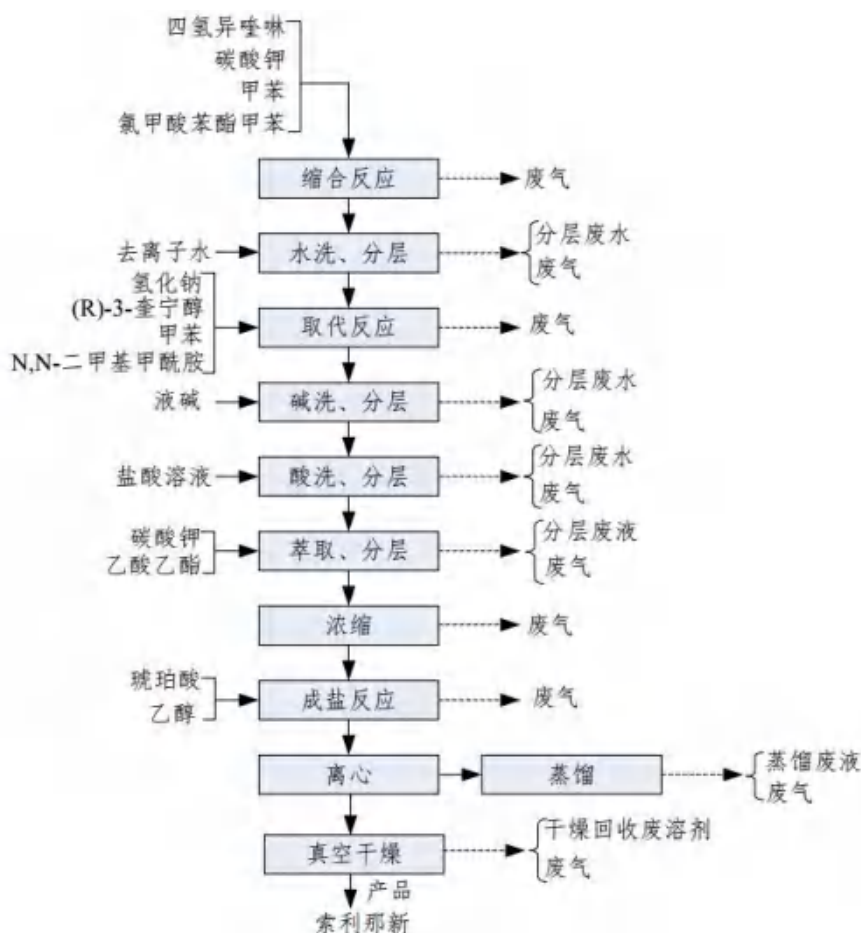 四氢异喹啉
碳酸钾
甲苯
氯甲酸苯酯甲苯
缩合反应
废气
去离子水
水洗、分层
分层废水
废气
氢化钠
(R)-3-奎宁醇
甲苯
N,N-二甲基甲酰胺
取代反应
废气
液碱
碱洗、分层
分层废水
废气
盐酸溶液
酸洗、分层
分层废水
废气
碳酸钾
乙酸乙酯
萃取、分层
分层废液
废气
浓缩
废气
琥珀酸
乙醇
成盐反应
废气
离心
蒸馏
蒸馏废液
废气
真空干燥
干燥回收废溶剂
废气
产品
索利那新